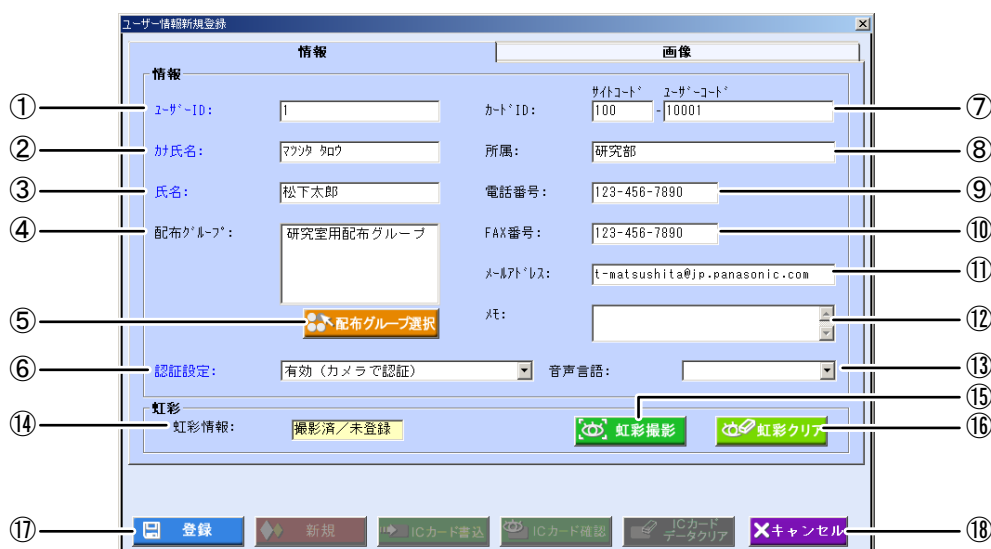 ユーザー情報新規登録
情報 画像
情報
サイトコード ユーザーコード
① ユーザーID: 1 カードID: 100 - 10001 ⑦
② カナ氏名: マツシタ タロウ 所属: 研究部 ⑧
③ 氏名: 松下太郎 電話番号: 123-456-7890 ⑨
④ 配布グループ: 研究室用配布グループ FAX番号: 123-456-7890 ⑩
メールアドレス: t-matsushita@jp.panasonic.com ⑪
⑤ 配布グループ選択 メモ: ⑫
⑥ 認証設定: 有効（カメラで認証） 音声言語: ⑬
虹彩
⑭ 虹彩情報: 撮影済／未登録 虹彩撮影 ⑮ 虹彩クリア ⑯
⑰ 登録 新規 ICカード書込 ICカード確認 ICカード データクリア キャンセル ⑱